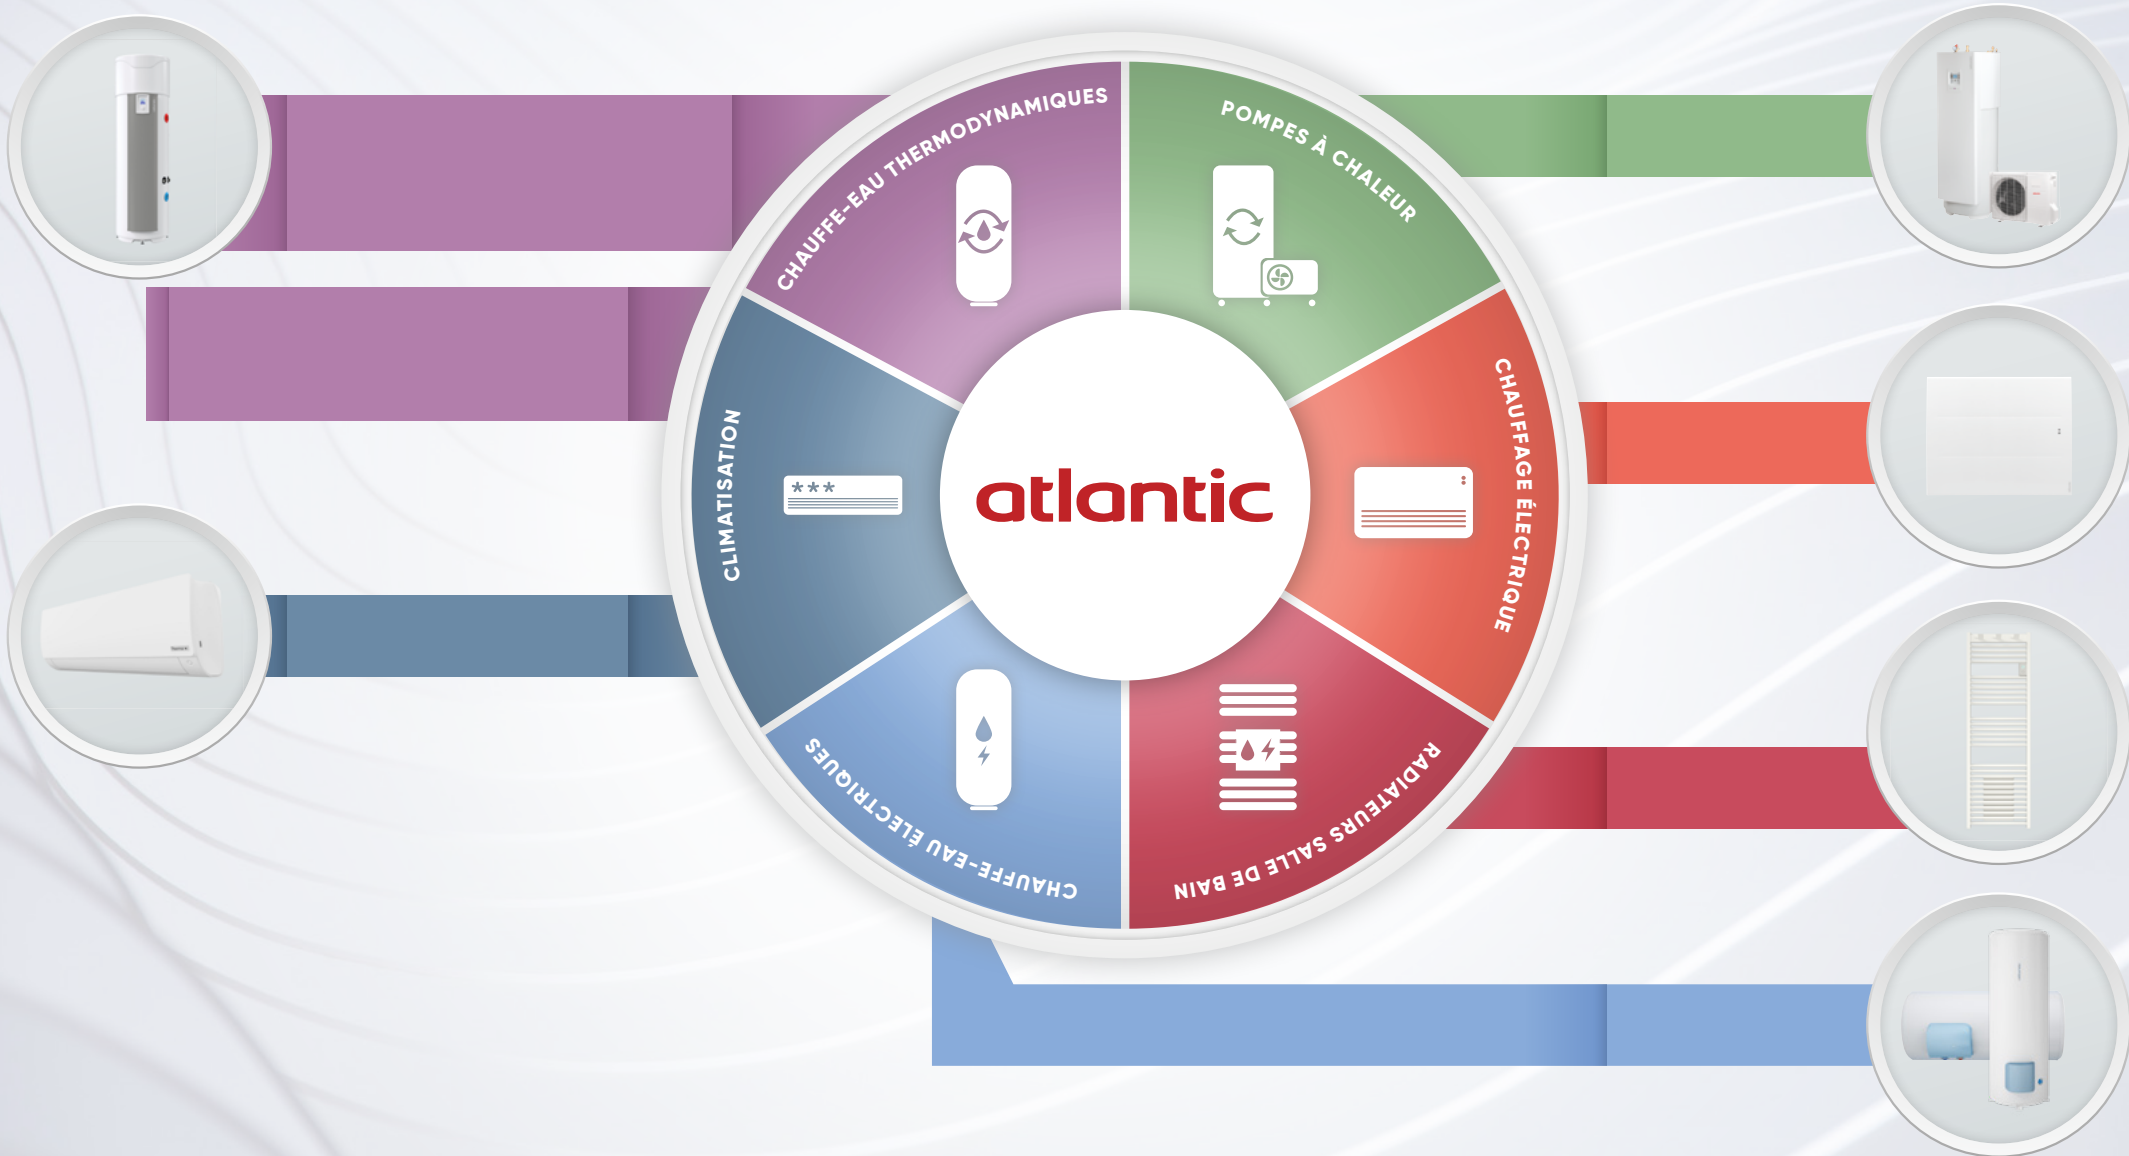 CHAUFFE-EAU THERMODYNAMIQUES
POMPES À CHALEUR
CHAUFFAGE ÉLECTRIQUE
RADIATEURS SALLE DE BAIN
CHAUFFE-EAU ÉLECTRIQUES
CLIMATISATION
atlantic